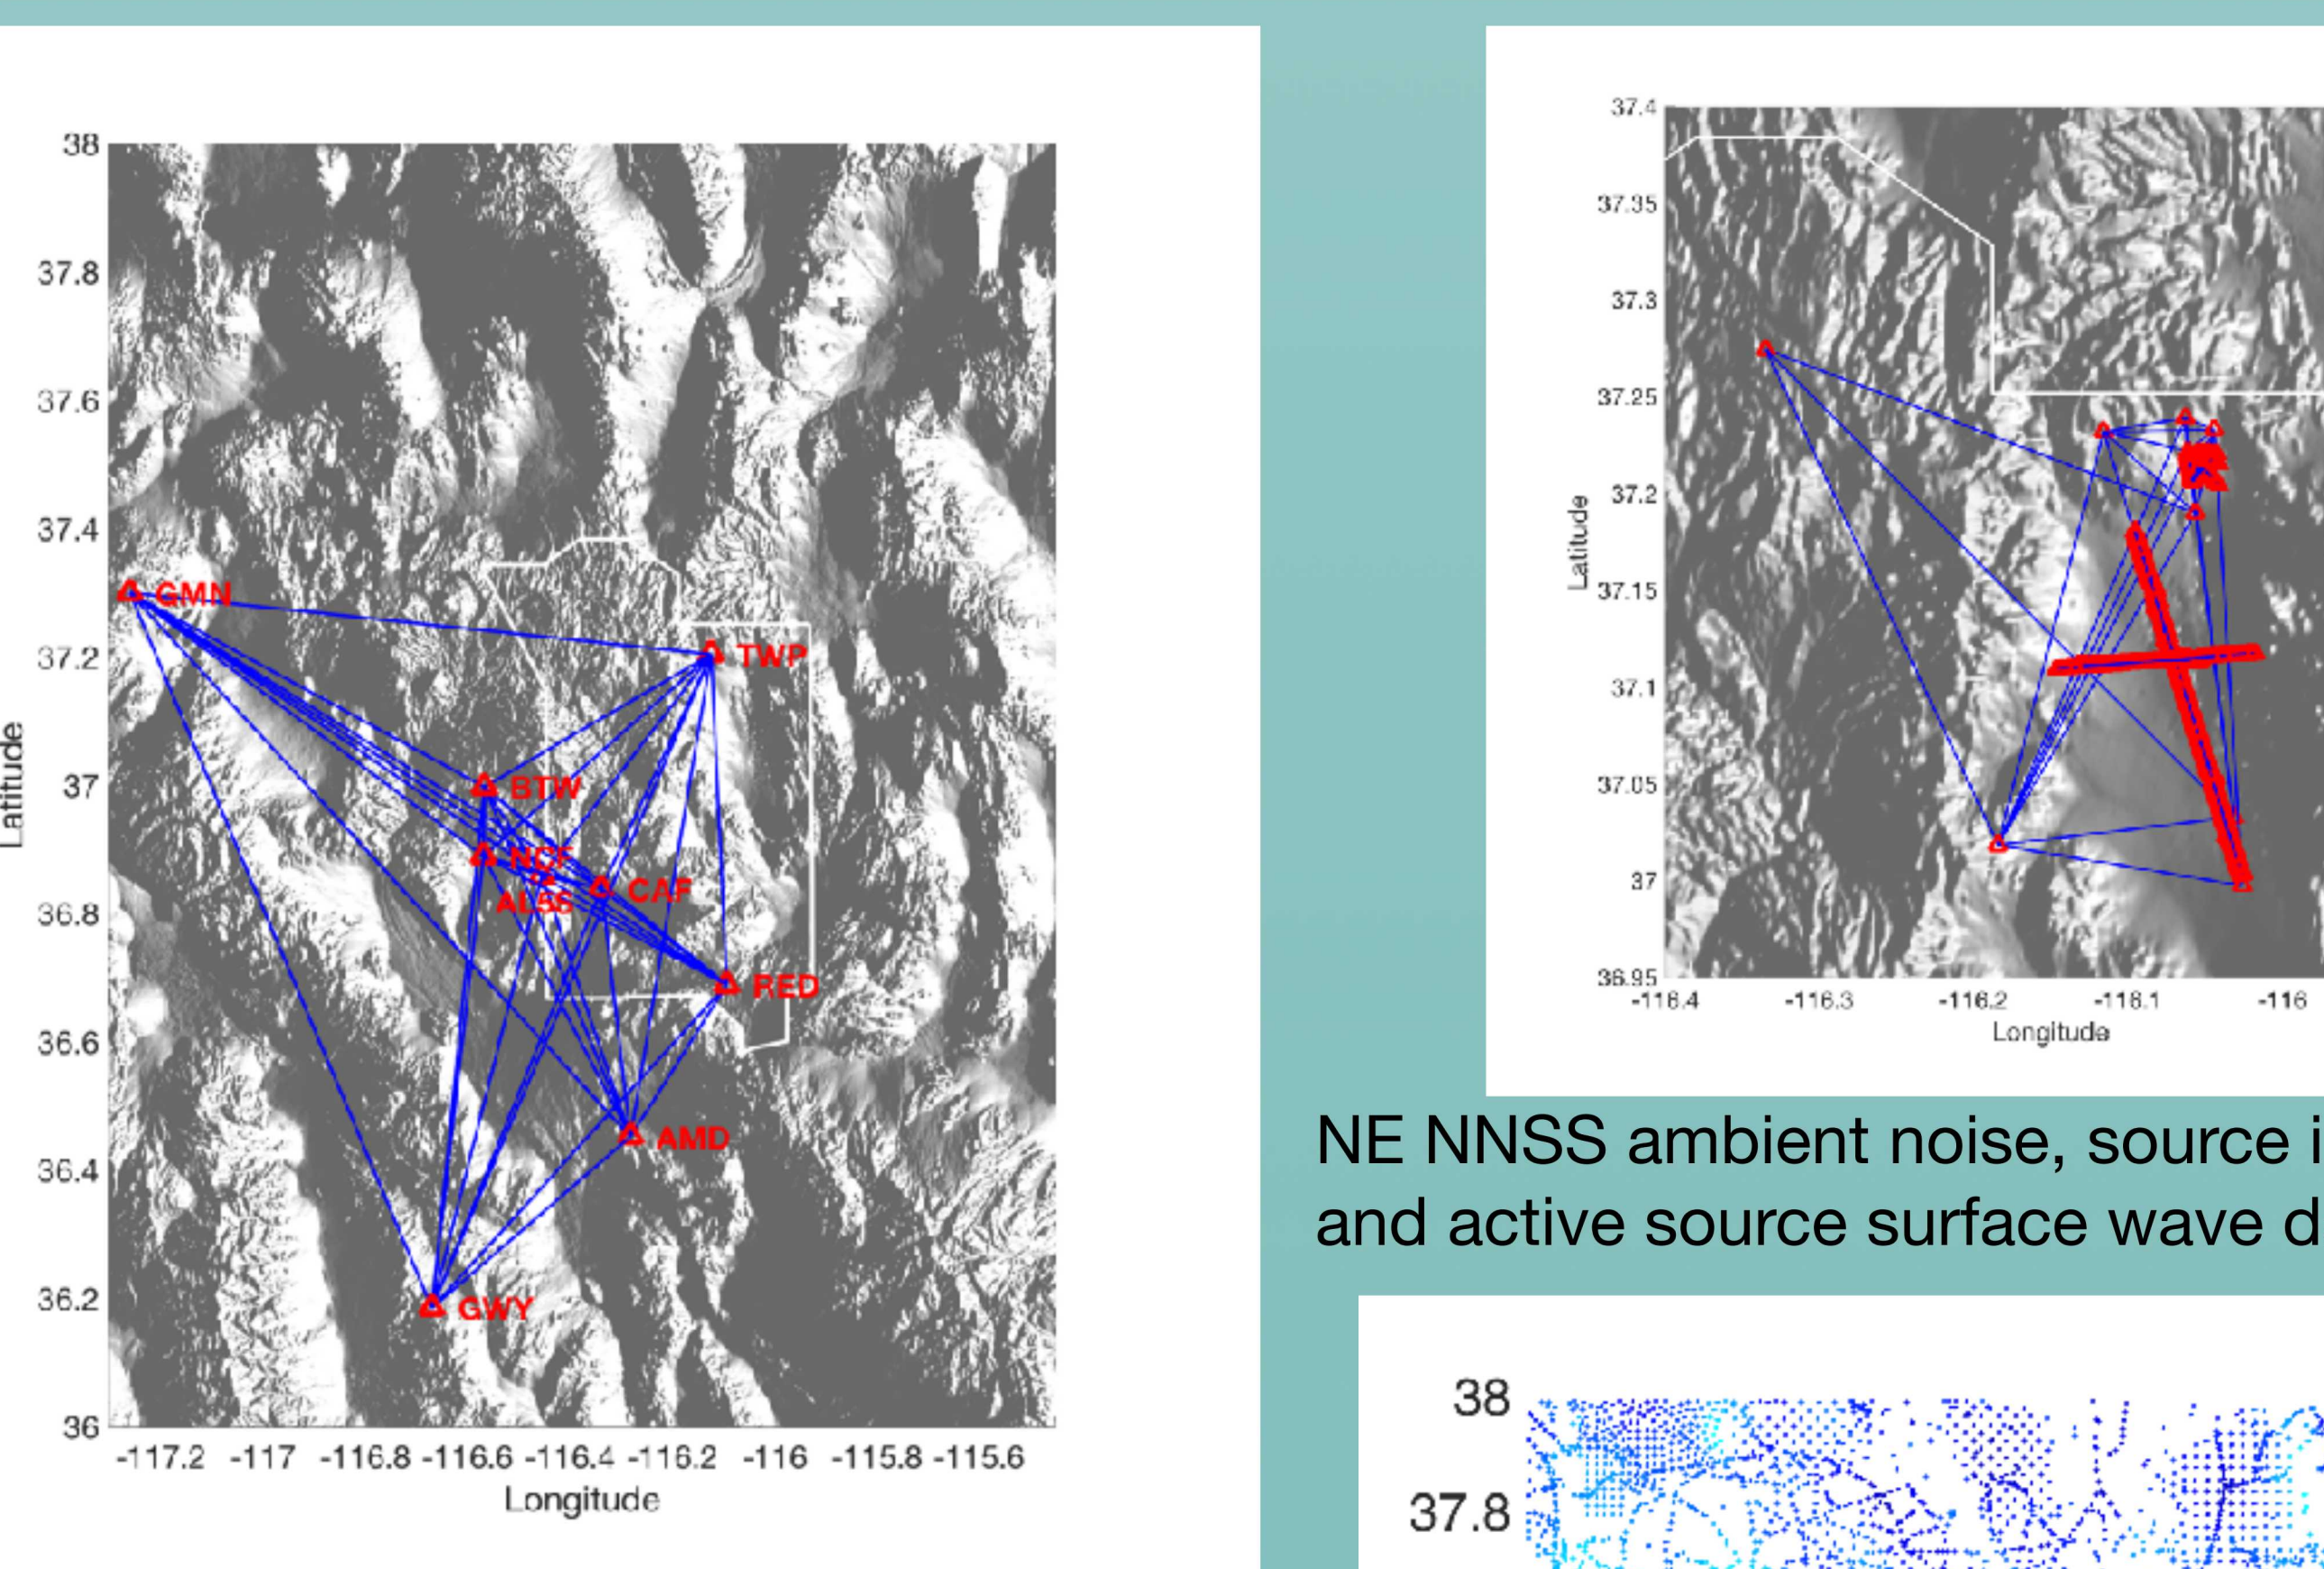 38
37.8
37.6
37.4
37.2
37
36.8
36.6
36.4
36.2
36
Latitude
GMN
TWP
BTW
NCF
CAF
RED
AMD
GWY
-117.2 -117 -116.8 -116.6 -116.4 -116.2 -116 -115.8 -115.6
Longitude
37.4
37.35
37.3
37.25
37.2
37.15
37.1
37.05
37
36.95
Latitude
-116.4 -116.3 -116.2 -116.1 -116
Longitude
NE NNSS ambient noise, source i
and active source surface wave d
38
37.8